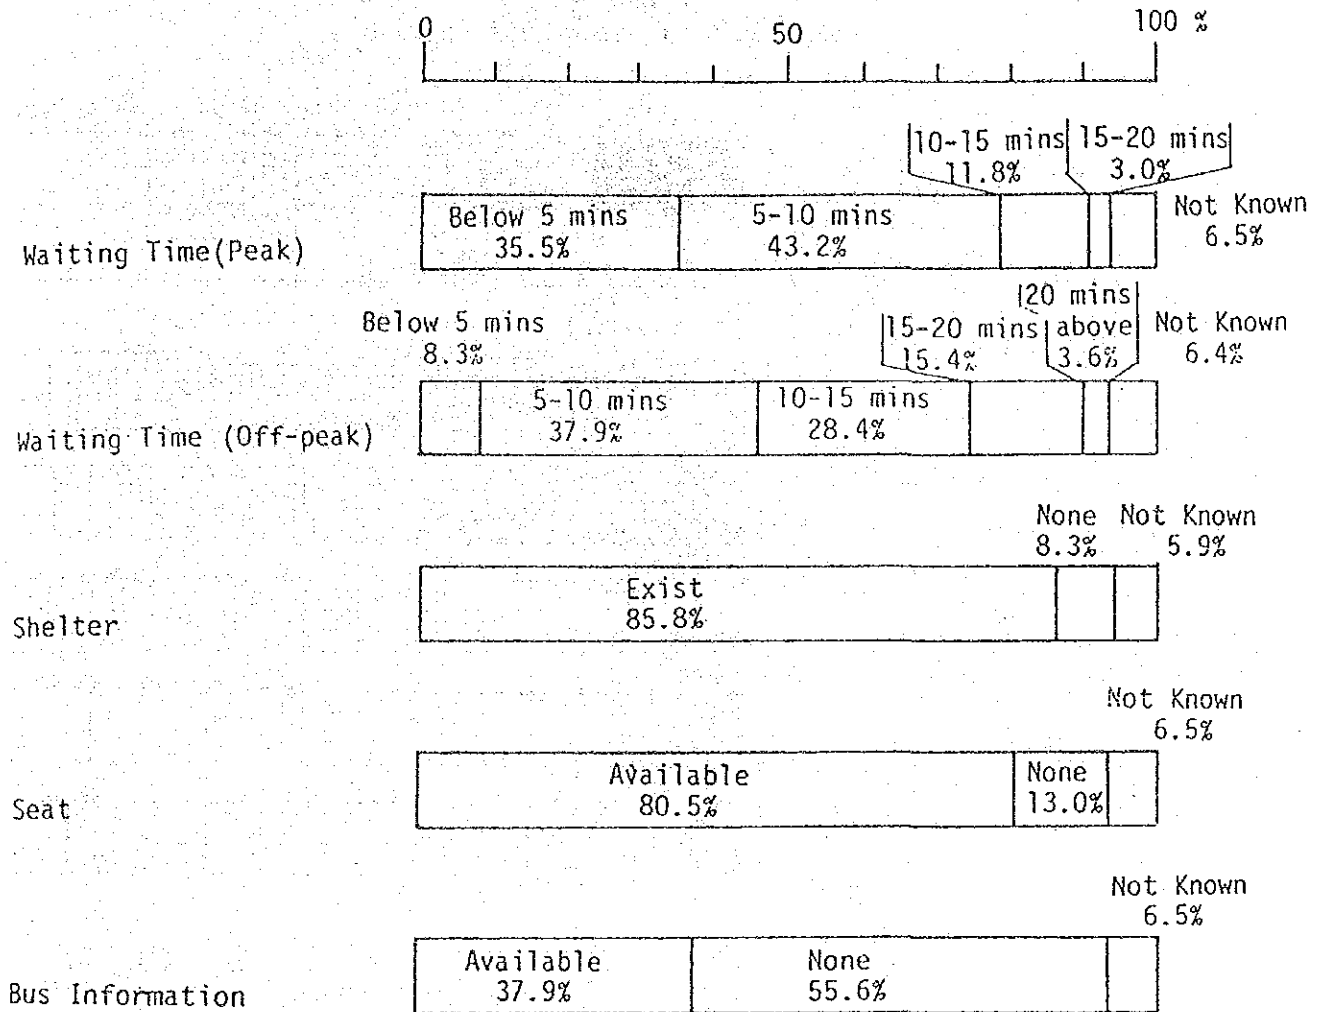 0 50 100 %
10-15 mins 15-20 mins
11.8% 3.0%
Below 5 mins 5-10 mins Not Known
35.5% 43.2% 6.5%
Waiting Time(Peak)
20 mins
Below 5 mins 15-20 mins above Not Known
8.3% 15.4% 3.6% 6.4%
5-10 mins 10-15 mins
37.9% 28.4%
Waiting Time (Off-peak)
None Not Known
8.3% 5.9%
Exist
85.8%
Shelter
Not Known
6.5%
Available None
80.5% 13.0%
Seat
Not Known
6.5%
Available None
37.9% 55.6%
Bus Information